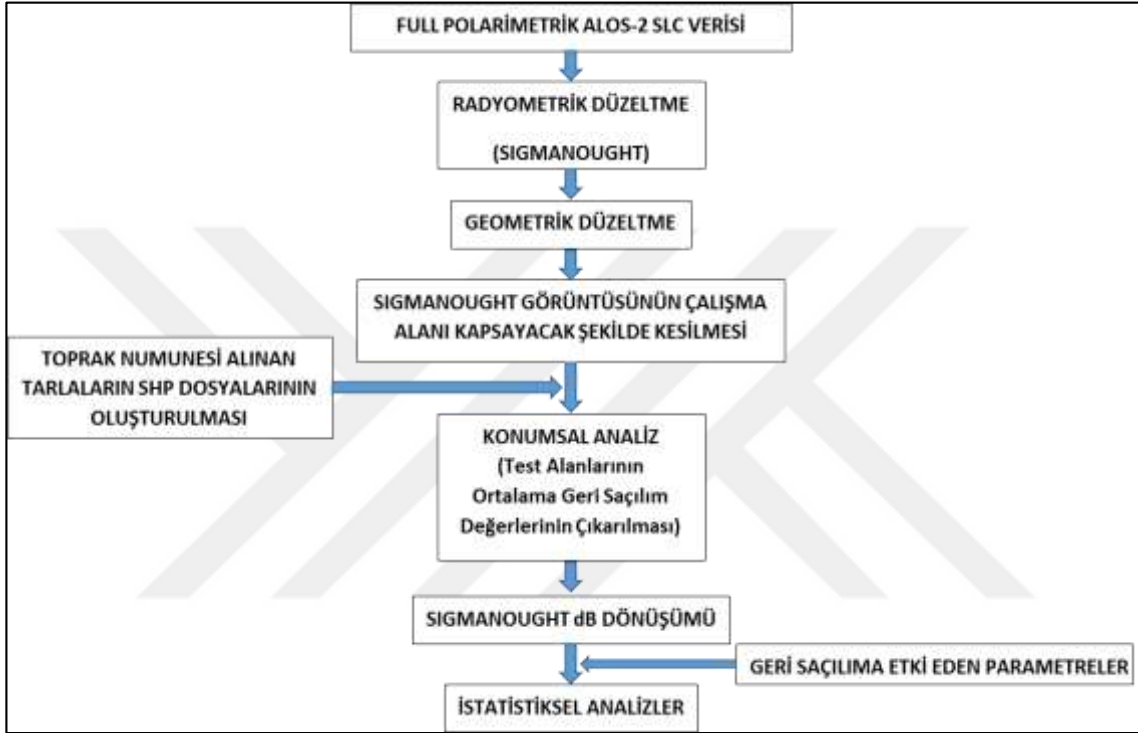 FULL POLARİMETRİK ALOS-2 SLC VERİSİ
RADYOMETRİK DÜZELTME
(SIGMANOUGHT)
GEOMETRİK DÜZELTME
SIGMANOUGHT GÖRÜNTÜSÜNÜN ÇALIŞMA
ALANI KAPSAYACAK ŞEKİLDE KESİLMESİ
TOPRAK NUMUNESİ ALINAN
TARLALARIN SHP DOSYALARININ
OLUŞTURULMASI
KONUMSAL ANALİZ
(Test Alanlarının
Ortalama Geri Saçılım
Değerlerinin Çıkarılması)
SIGMANOUGHT dB DÖNÜŞÜMÜ
GERİ SAÇILIMA ETKİ EDEN PARAMETRELER
İSTATİSTİKSEL ANALİZLER